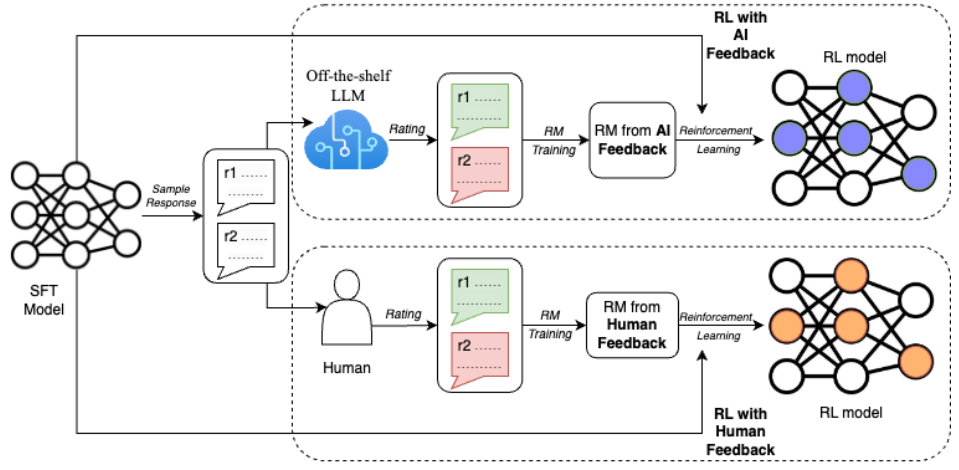 RL with
AI
Feedback
RL model
Off-the-shelf
LLM
r1 ......
......
r2 ......
......
Rating
RM
Training
RM from AI
Feedback
Reinforcement
Learning
Sample
Response
r1
......
r2 ......
......
SFT
Model
Human
Rating
r1 ......
......
r2 ......
......
RM
Training
RM from
Human
Feedback
Reinforcement
Learning
RL model
RL with
Human
Feedback